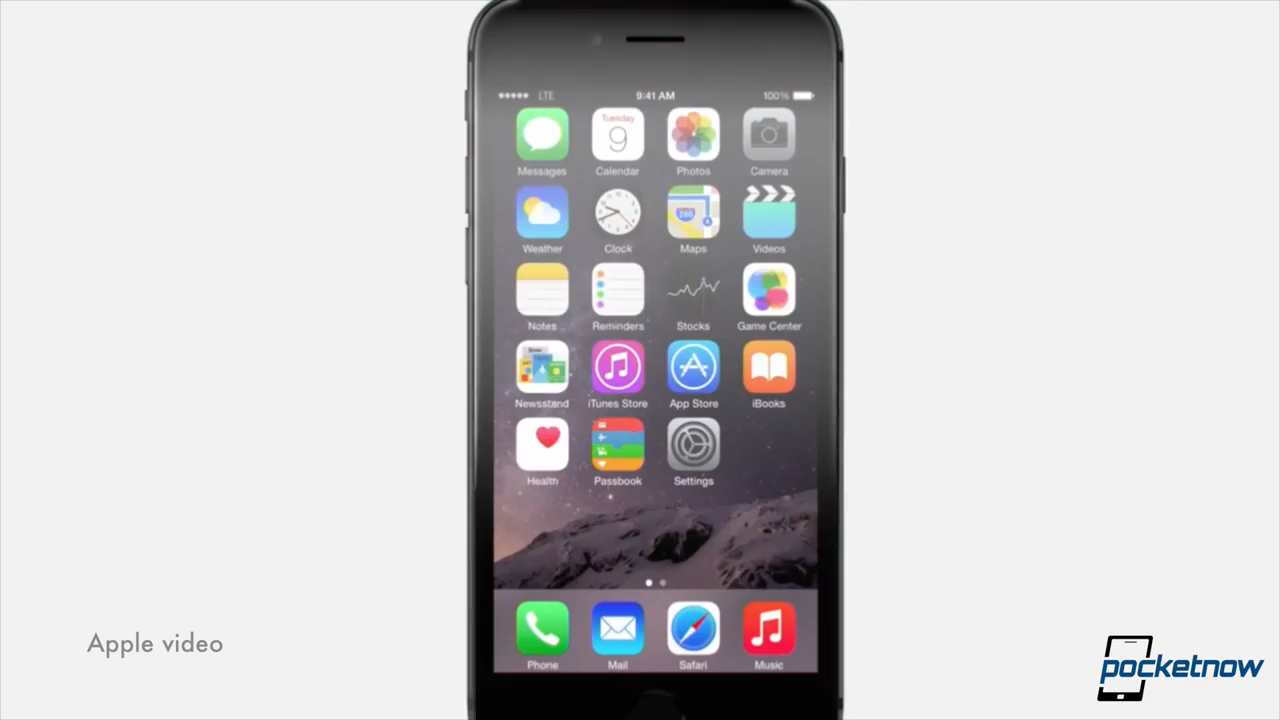 LTE 9:41 AM 100%
Tuesday
9
Messages Calendar Photos Camera
280
Weather Clock Maps Videos
Notes Reminders Stocks Game Center
Newsstand iTunes Store App Store iBooks
Health Passbook Settings
Phone Mail Safari Music
Apple video
pocketnow